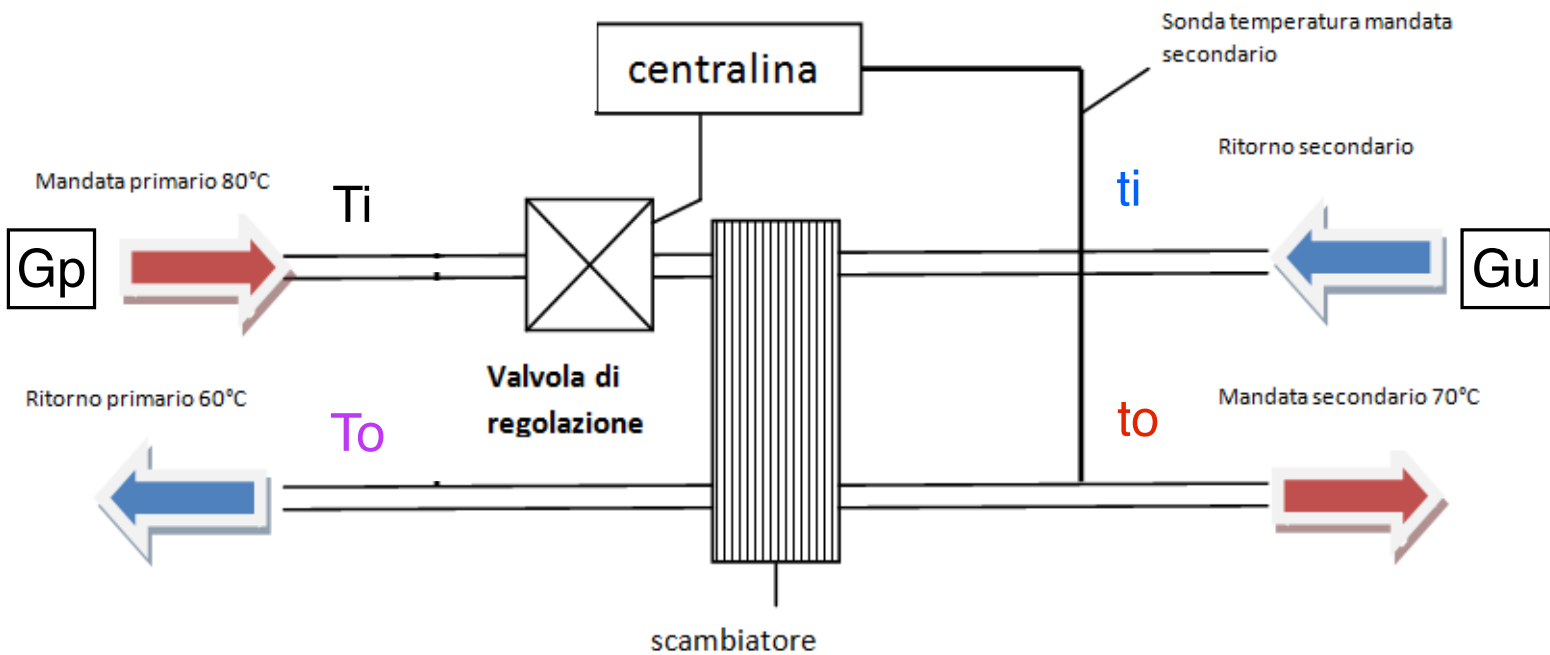 Sonda temperatura mandata
secondario
centralina
Ritorno secondario
Mandata primario 80°C
Ti
ti
Gp
Gu
Valvola di
regolazione
Ritorno primario 60°C
To
to
Mandata secondario 70°C
scambiatore